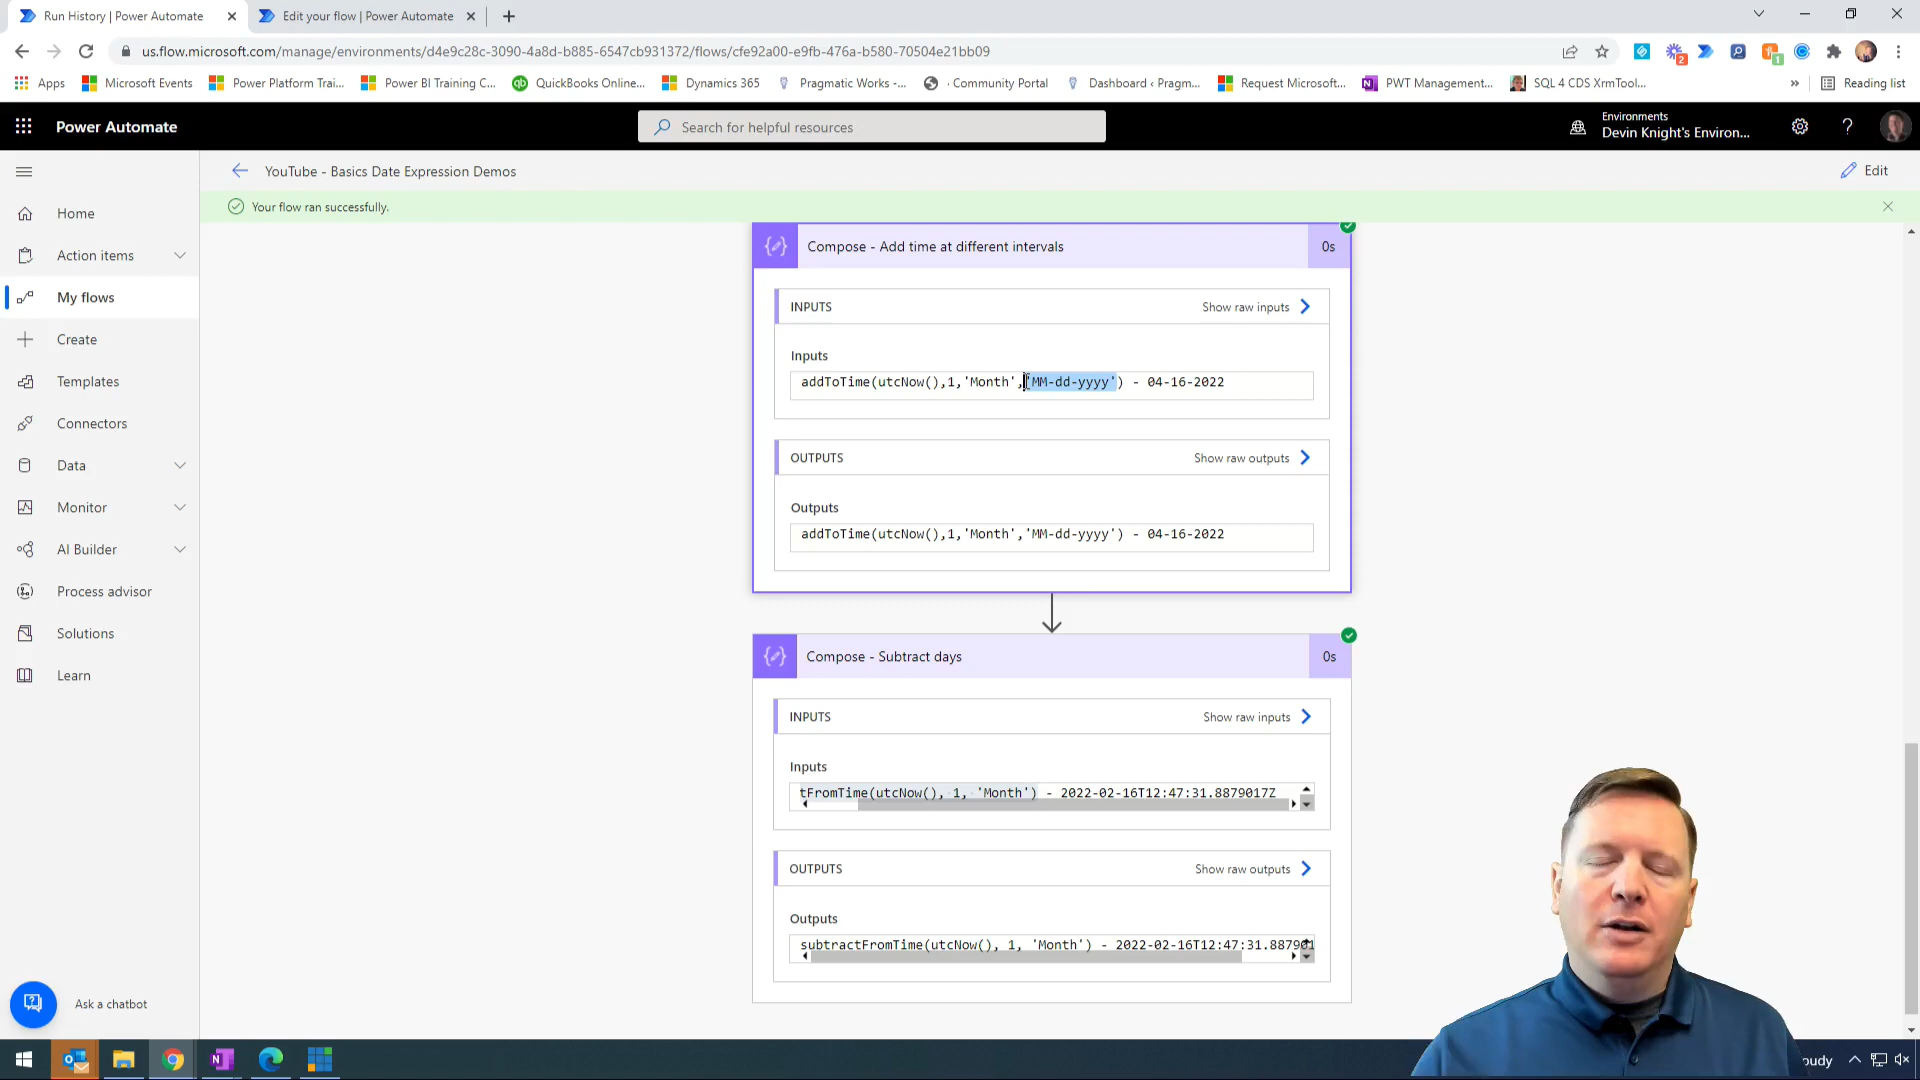 Run History | Power Automate
Edit your flow | Power Automate
us.flow.microsoft.com/manage/environments/d4e9c28c-3090-4a8d-b885-6547cb931372/flows/cfe92a00-e9fb-476a-b580-70504e21bb09
2
1
Apps
Microsoft Events
Power Platform Trai...
Power BI Training C...
QuickBooks Online...
Dynamics 365
Pragmatic Works -...
· Community Portal
Dashboard ‹ Pragm...
Request Microsoft...
PWT Management...
SQL 4 CDS XrmTool...
»
Reading list
Power Automate
Search for helpful resources
Environments
Devin Knight's Environ...
?
YouTube - Basics Date Expression Demos
Edit
Your flow ran successfully.
Home
Action items
My flows
Create
Templates
Connectors
Data
Monitor
AI Builder
Process advisor
Solutions
Learn
Ask a chatbot
Compose - Add time at different intervals
0s
INPUTS
Show raw inputs
Inputs
addToTime(utcNow(),1,'Month','MM-dd-yyyy') - 04-16-2022
OUTPUTS
Show raw outputs
Outputs
addToTime(utcNow(),1,'Month','MM-dd-yyyy') - 04-16-2022
Compose - Subtract days
0s
INPUTS
Show raw inputs
Inputs
tFromTime(utcNow(), 1, 'Month') - 2022-02-16T12:47:31.8879017Z
OUTPUTS
Show raw outputs
Outputs
subtractFromTime(utcNow(), 1, 'Month') - 2022-02-16T12:47:31.887901
oudy